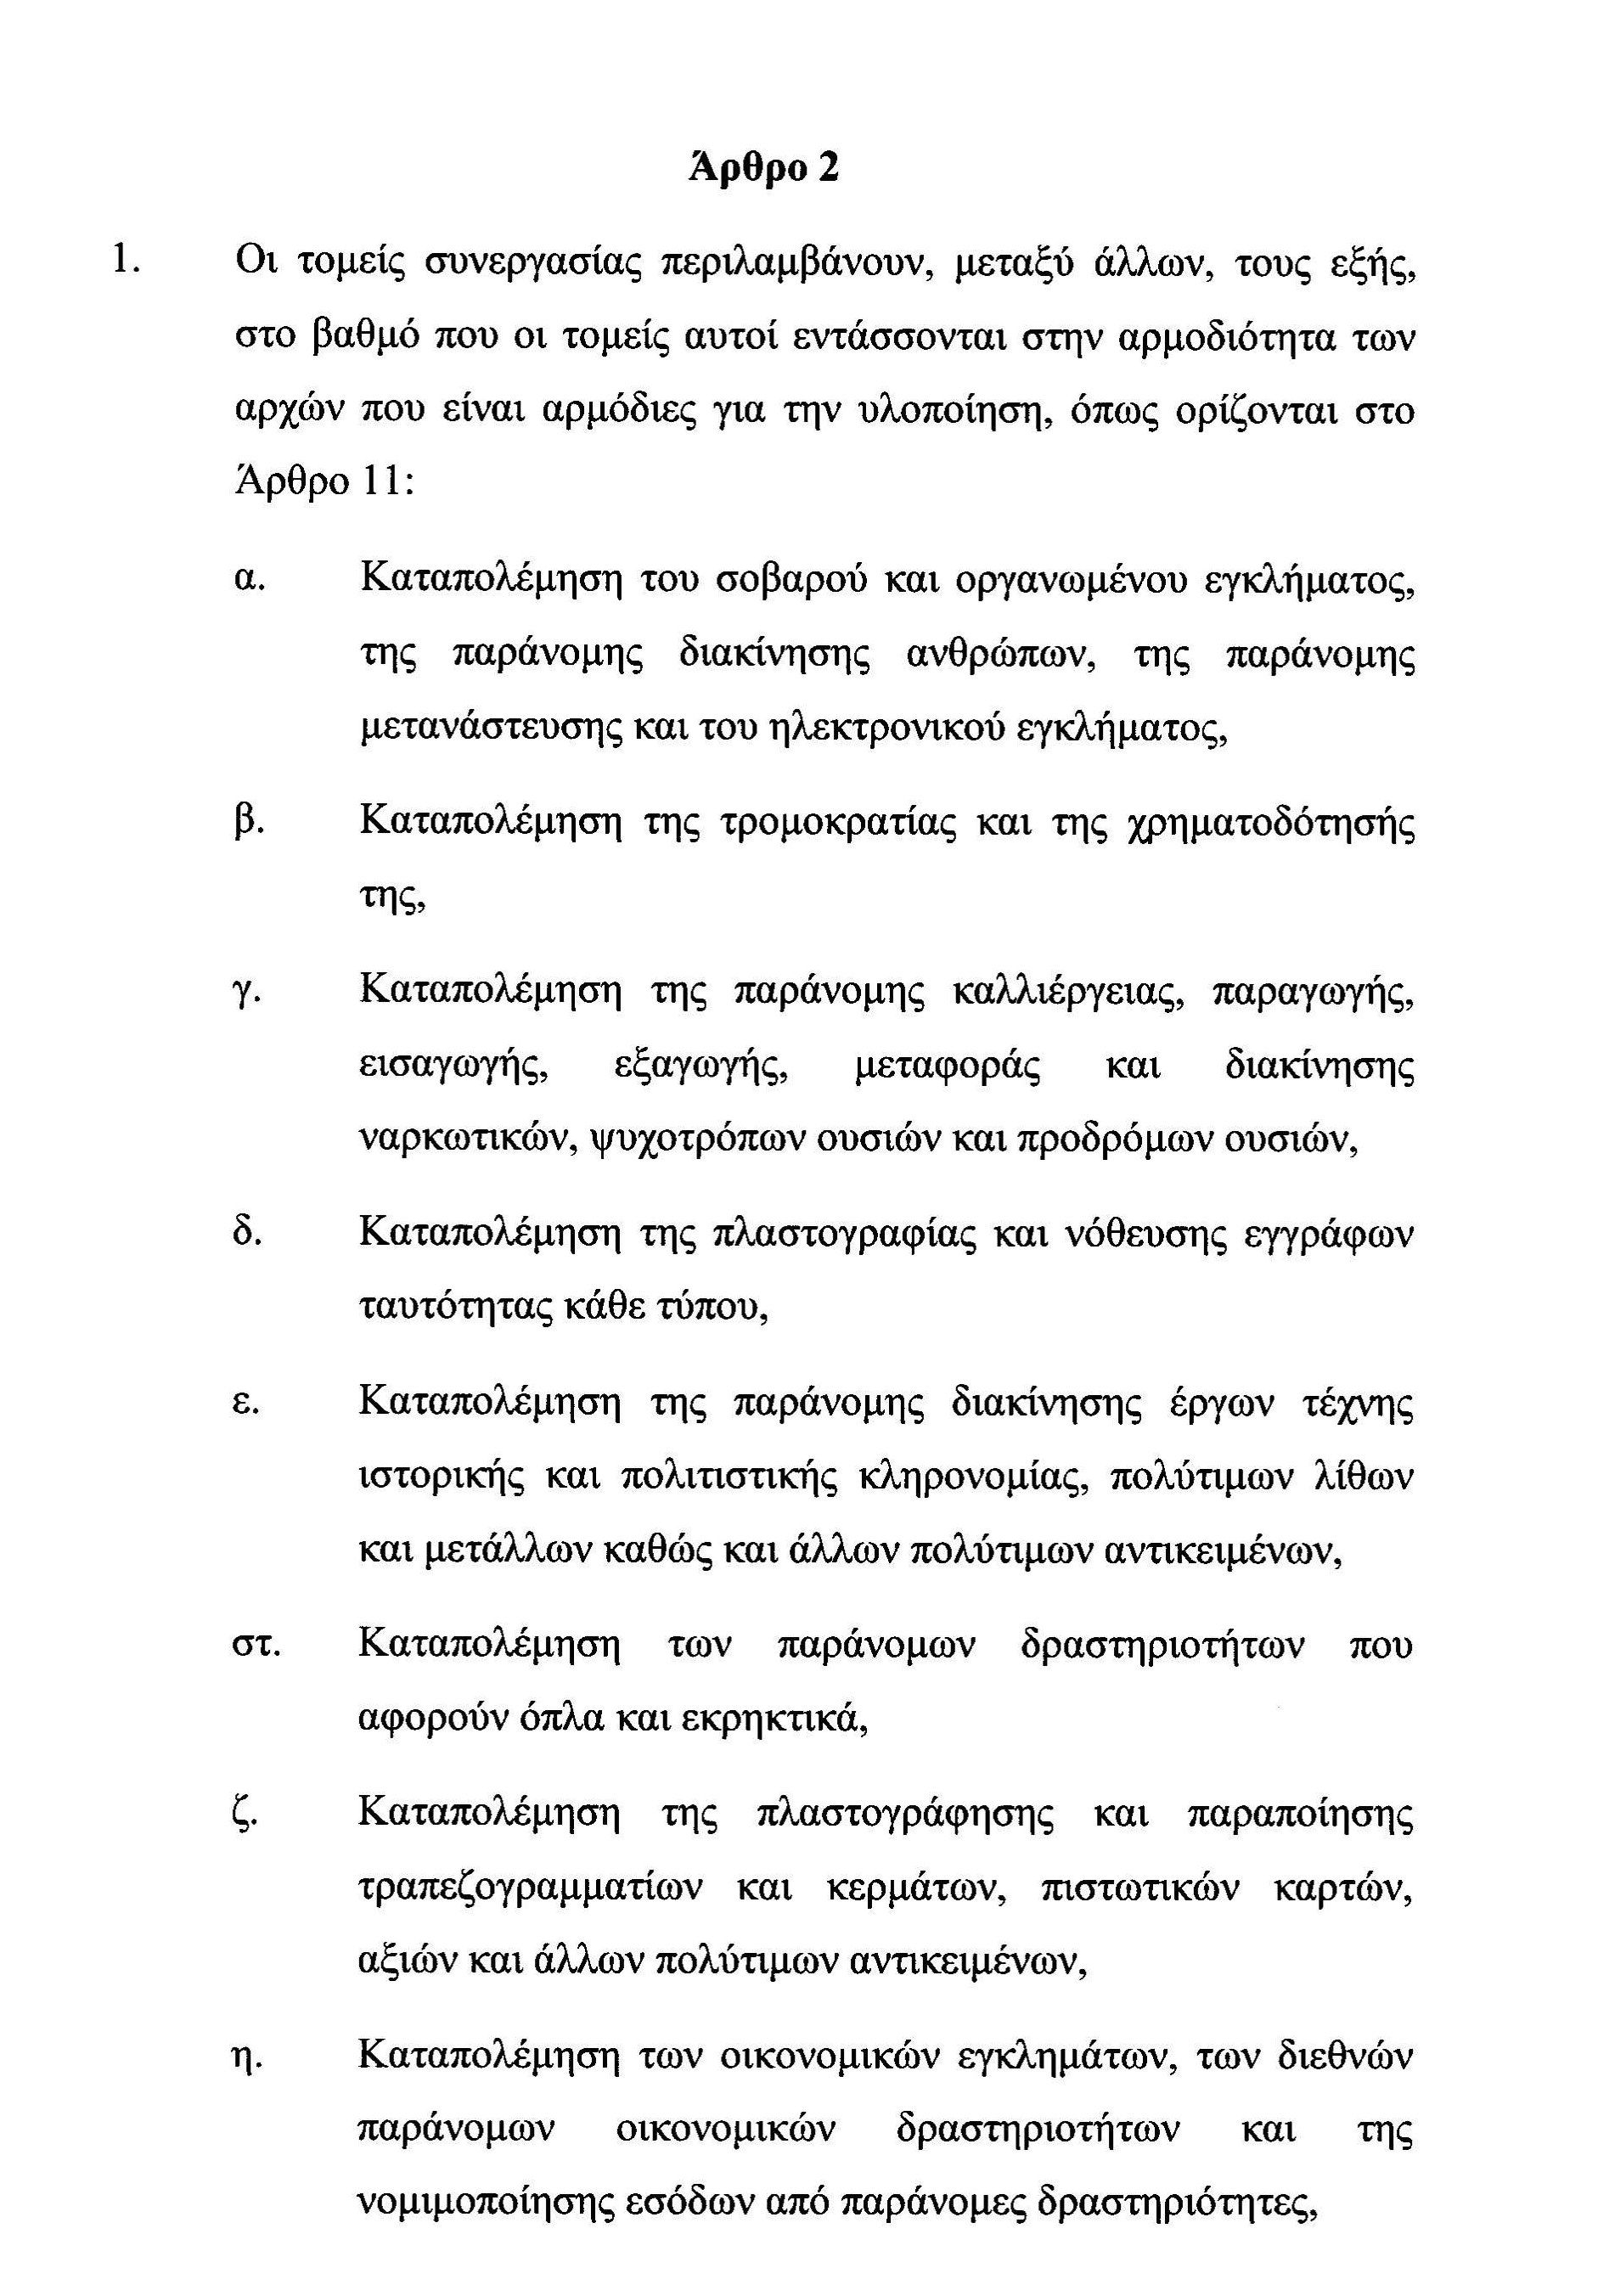 Άρθρο 2
1. Οι τομείς συνεργασίας περιλαμβάνουν, μεταξύ άλλων, τους εξής,
στο βαθμό που οι τομείς αυτοί εντάσσονται στην αρμοδιότητα των
αρχών που είναι αρμόδιες για την υλοποίηση, όπως ορίζονται στο
Άρθρο 11:
α. Καταπολέμηση του σοβαρού και οργανωμένου εγκλήματος,
της παράνομης διακίνησης ανθρώπων, της παράνομης
μετανάστευσης και του ηλεκτρονικού εγκλήματος,
β. Καταπολέμηση της τρομοκρατίας και της χρηματοδότησής
της,
γ. Καταπολέμηση της παράνομης καλλιέργειας, παραγωγής,
εισαγωγής, εξαγωγής, μεταφοράς και διακίνησης
ναρκωτικών, ψυχοτρόπων ουσιών και προδρόμων ουσιών,
δ. Καταπολέμηση της πλαστογραφίας και νόθευσης εγγράφων
ταυτότητας κάθε τύπου,
ε. Καταπολέμηση της παράνομης διακίνησης έργων τέχνης
ιστορικής και πολιτιστικής κληρονομίας, πολύτιμων λίθων
και μετάλλων καθώς και άλλων πολύτιμων αντικειμένων,
στ. Καταπολέμηση των παράνομων δραστηριοτήτων που
αφορούν όπλα και εκρηκτικά,
ζ. Καταπολέμηση της πλαστογράφησης και παραποίησης
τραπεζογραμματίων και κερμάτων, πιστωτικών καρτών,
αξιών και άλλων πολύτιμων αντικειμένων,
η. Καταπολέμηση των οικονομικών εγκλημάτων, των διεθνών
παράνομων οικονομικών δραστηριοτήτων και της
νομιμοποίησης εσόδων από παράνομες δραστηριότητες,